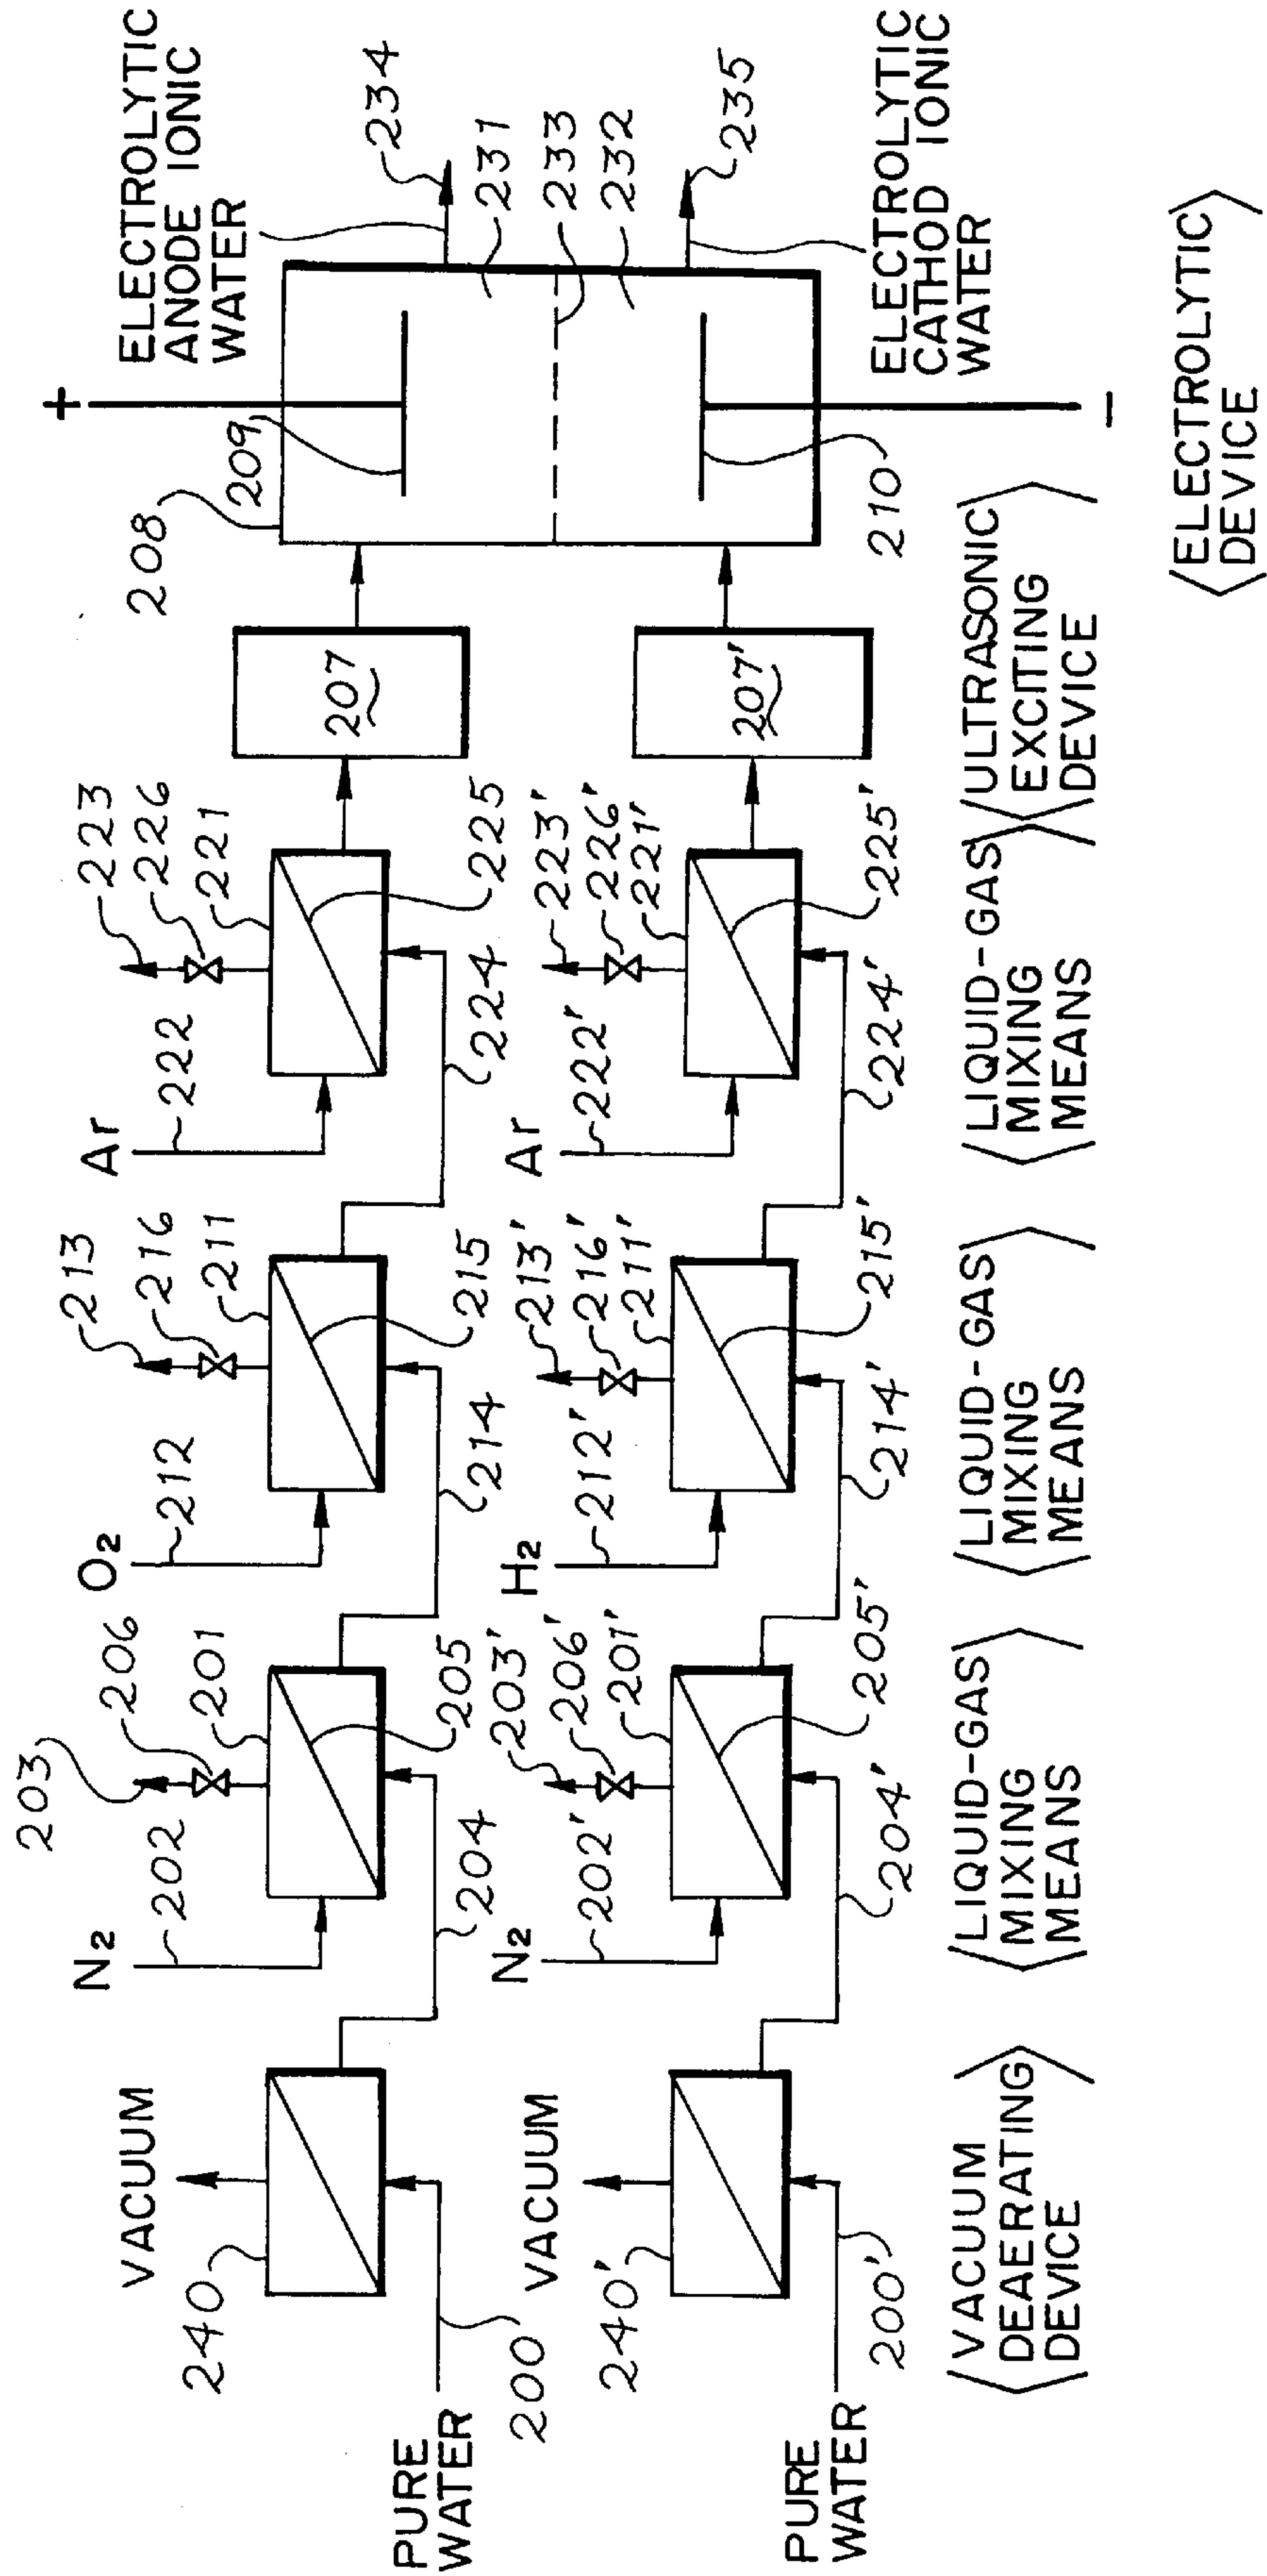 VACUUM
240
PURE
WATER
200
N2
202
203
206
201
205
204
O2
212
213
216
211
215
214
Ar
222
223
226
221
225
224
207
208
209
+
ELECTROLYTIC
ANODE IONIC
WATER
234
231
233
232
VACUUM
240'
PURE
WATER
200'
N2
202'
203'
206'
201'
205'
204'
H2
212'
213'
216'
211'
215'
214'
Ar
222'
223'
226'
221'
225'
224'
207'
210
−
235
ELECTROLYTIC
CATHOD IONIC
WATER
<VACUUM
DEAERATING
DEVICE>
<LIQUID-GAS
MIXING
MEANS>
<LIQUID-GAS
MIXING
MEANS>
<LIQUID-GAS
MIXING
MEANS>
<ULTRASONIC
EXCITING
DEVICE>
<ELECTROLYTIC
DEVICE>